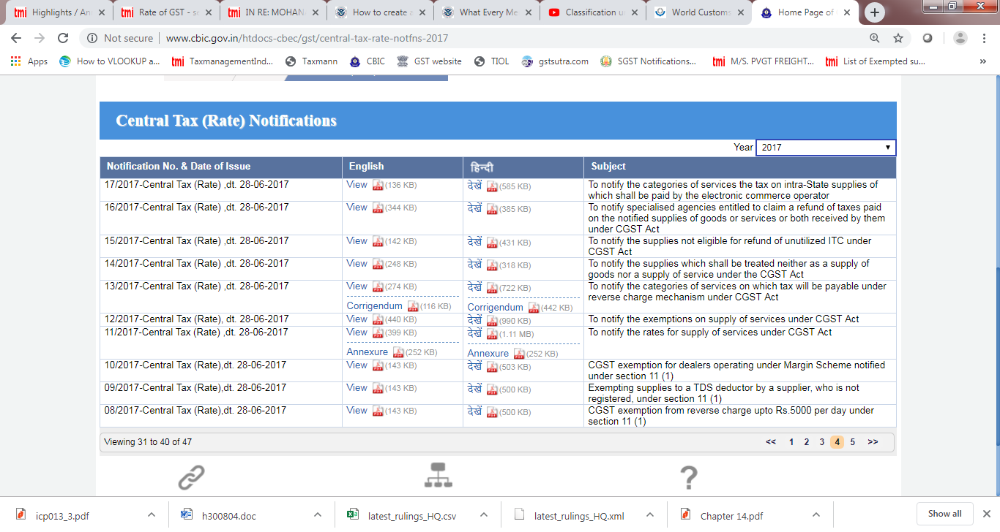 Highlights / An
Rate of GST - s
IN RE: MOHAN
How to create a
What Every Me
Classification u
World Customs
Home Page of
Not secure | www.cbic.gov.in/htdocs-cbec/gst/central-tax-rate-notfns-2017
Apps How to VLOOKUP a... TaxmanagementInd... Taxmann CBIC GST website TIOL gstsutra.com SGST Notifications... M/S. PVGT FREIGHT... List of Exempted su... »
Central Tax (Rate) Notifications
Year 2017
Notification No. & Date of Issue English हिन्दी Subject
17/2017-Central Tax (Rate) ,dt. 28-06-2017 View (136 KB) देखें (585 KB) To notify the categories of services the tax on intra-State supplies of
which shall be paid by the electronic commerce operator
16/2017-Central Tax (Rate) ,dt. 28-06-2017 View (344 KB) देखें (385 KB) To notify specialised agencies entitled to claim a refund of taxes paid
on the notified supplies of goods or services or both received by them
under CGST Act
15/2017-Central Tax (Rate) ,dt. 28-06-2017 View (142 KB) देखें (431 KB) To notify the supplies not eligible for refund of unutilized ITC under
CGST Act
14/2017-Central Tax (Rate) ,dt. 28-06-2017 View (248 KB) देखें (318 KB) To notify the supplies which shall be treated neither as a supply of
goods nor a supply of service under the CGST Act
13/2017-Central Tax (Rate) ,dt. 28-06-2017 View (274 KB) देखें (722 KB) To notify the categories of services on which tax will be payable under
reverse charge mechanism under CGST Act
Corrigendum (116 KB) Corrigendum (442 KB)
12/2017-Central Tax (Rate), dt. 28-06-2017 View (440 KB) देखें (990 KB) To notify the exemptions on supply of services under CGST Act
11/2017-Central Tax (Rate) ,dt. 28-06-2017 View (399 KB) देखें (1.11 MB) To notify the rates for supply of services under CGST Act
Annexure (252 KB) Annexure (252 KB)
10/2017-Central Tax (Rate),dt. 28-06-2017 View (143 KB) देखें (503 KB) CGST exemption for dealers operating under Margin Scheme notified
under section 11 (1)
09/2017-Central Tax (Rate),dt. 28-06-2017 View (143 KB) देखें (500 KB) Exempting supplies to a TDS deductor by a supplier, who is not
registered, under section 11 (1)
08/2017-Central Tax (Rate),dt. 28-06-2017 View (143 KB) देखें (500 KB) CGST exemption from reverse charge upto Rs.5000 per day under
section 11 (1)
Viewing 31 to 40 of 47 << 1 2 3 4 5 >>
icp013_3.pdf h300804.doc latest_rulings_HQ.csv latest_rulings_HQ.xml Chapter 14.pdf Show all